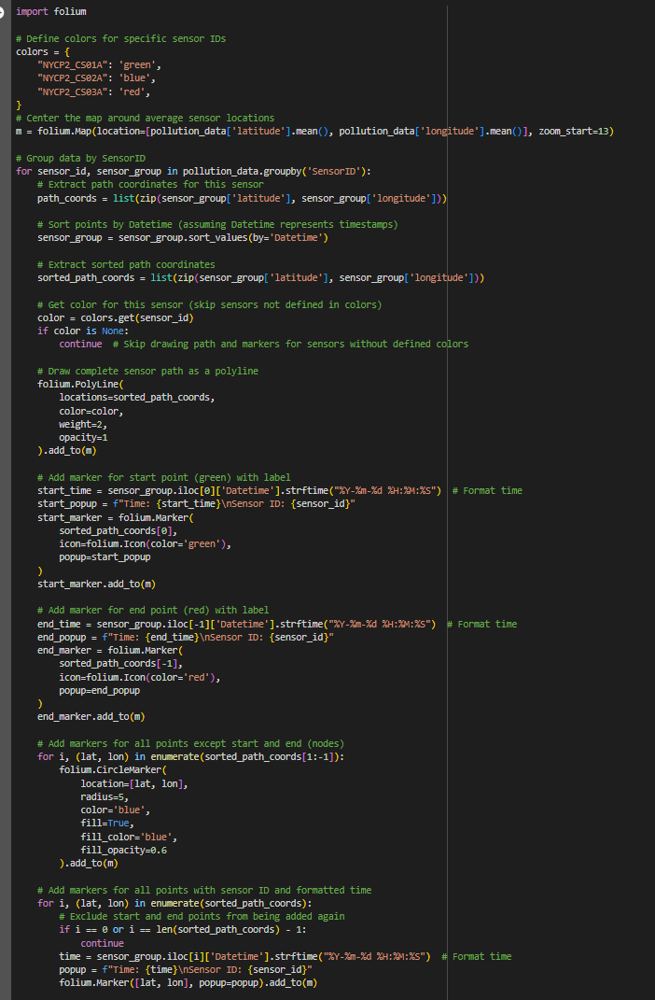 import folium

# Define colors for specific sensor IDs
colors = {
    "NYCP2_CS01A": 'green',
    "NYCP2_CS02A": 'blue',
    "NYCP2_CS03A": 'red',
}
# Center the map around average sensor locations
m = folium.Map(location=[pollution_data['latitude'].mean(), pollution_data['longitude'].mean()], zoom_start=13)

# Group data by SensorID
for sensor_id, sensor_group in pollution_data.groupby('SensorID'):
    # Extract path coordinates for this sensor
    path_coords = list(zip(sensor_group['latitude'], sensor_group['longitude']))

    # Sort points by Datetime (assuming Datetime represents timestamps)
    sensor_group = sensor_group.sort_values(by='Datetime')

    # Extract sorted path coordinates
    sorted_path_coords = list(zip(sensor_group['latitude'], sensor_group['longitude']))

    # Get color for this sensor (skip sensors not defined in colors)
    color = colors.get(sensor_id)
    if color is None:
        continue  # Skip drawing path and markers for sensors without defined colors

    # Draw complete sensor path as a polyline
    folium.PolyLine(
        locations=sorted_path_coords,
        color=color,
        weight=2,
        opacity=1
    ).add_to(m)

    # Add marker for start point (green) with label
    start_time = sensor_group.iloc[0]['Datetime'].strftime("%Y-%m-%d %H:%M:%S")  # Format time
    start_popup = f"Time: {start_time}\nSensor ID: {sensor_id}"
    start_marker = folium.Marker(
        sorted_path_coords[0],
        icon=folium.Icon(color='green'),
        popup=start_popup
    )
    start_marker.add_to(m)

    # Add marker for end point (red) with label
    end_time = sensor_group.iloc[-1]['Datetime'].strftime("%Y-%m-%d %H:%M:%S")  # Format time
    end_popup = f"Time: {end_time}\nSensor ID: {sensor_id}"
    end_marker = folium.Marker(
        sorted_path_coords[-1],
        icon=folium.Icon(color='red'),
        popup=end_popup
    )
    end_marker.add_to(m)

    # Add markers for all points except start and end (nodes)
    for i, (lat, lon) in enumerate(sorted_path_coords[1:-1]):
        folium.CircleMarker(
            location=[lat, lon],
            radius=5,
            color='blue',
            fill=True,
            fill_color='blue',
            fill_opacity=0.6
        ).add_to(m)

    # Add markers for all points with sensor ID and formatted time
    for i, (lat, lon) in enumerate(sorted_path_coords):
        # Exclude start and end points from being added again
        if i == 0 or i == len(sorted_path_coords) - 1:
            continue
        time = sensor_group.iloc[i]['Datetime'].strftime("%Y-%m-%d %H:%M:%S")  # Format time
        popup = f"Time: {time}\nSensor ID: {sensor_id}"
        folium.Marker([lat, lon], popup=popup).add_to(m)